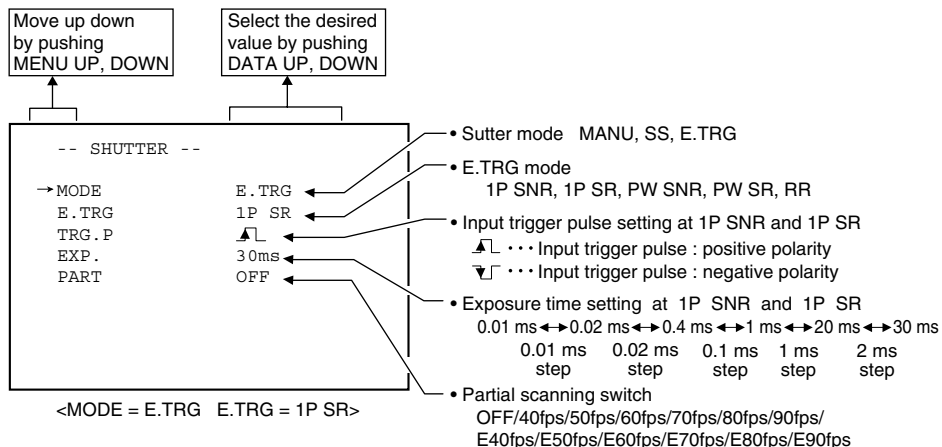 Move up down
by pushing
MENU UP, DOWN
Select the desired
value by pushing
DATA UP, DOWN
-- SHUTTER --
→MODE E.TRG
E.TRG 1P SR
TRG.P
EXP. 30ms
PART OFF
<MODE = E.TRG E.TRG = 1P SR>
• Sutter mode MANU, SS, E.TRG
• E.TRG mode
1P SNR, 1P SR, PW SNR, PW SR, RR
• Input trigger pulse setting at 1P SNR and 1P SR
··· Input trigger pulse : positive polarity
··· Input trigger pulse : negative polarity
• Exposure time setting at 1P SNR and 1P SR
0.01 ms↔0.02 ms↔0.4 ms↔1 ms↔20 ms↔30 ms
0.01 ms 0.02 ms 0.1 ms 1 ms 2 ms
step step step step step
• Partial scanning switch
OFF/40fps/50fps/60fps/70fps/80fps/90fps/
E40fps/E50fps/E60fps/E70fps/E80fps/E90fps